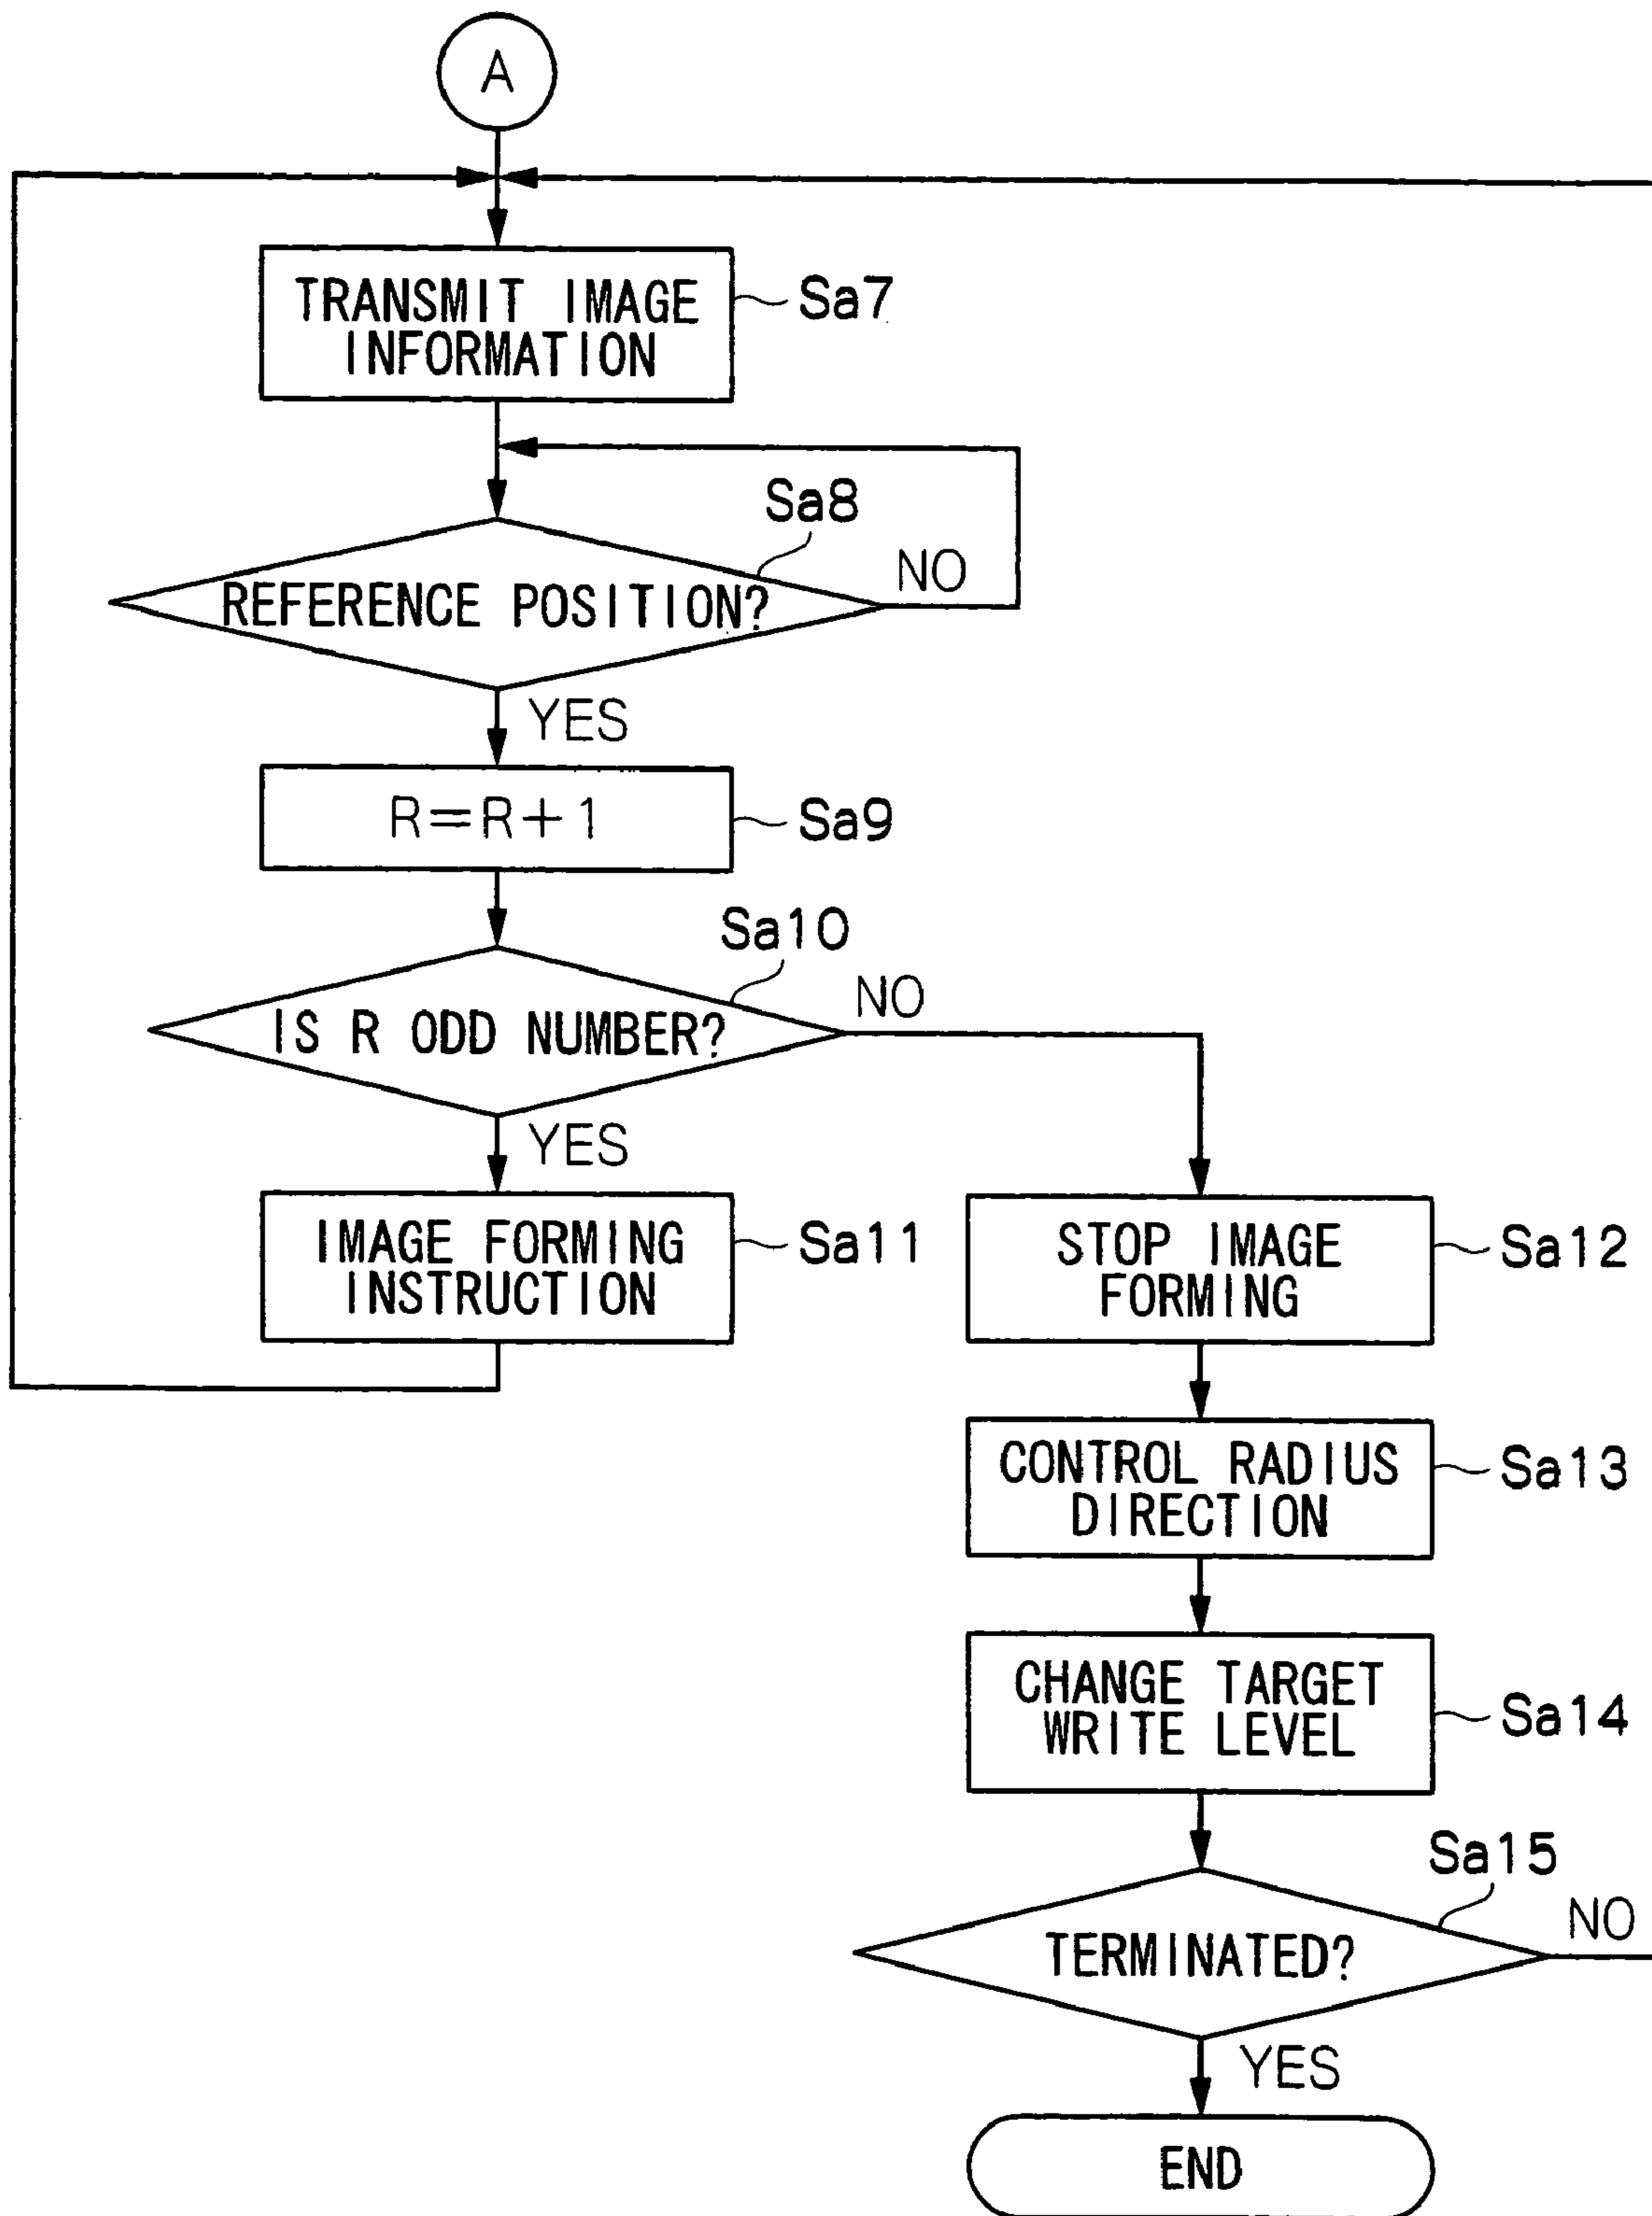 A
TRANSMIT IMAGE
INFORMATION
Sa7
Sa8
REFERENCE POSITION?
NO
YES
R=R+1
Sa9
Sa10
IS R ODD NUMBER?
NO
YES
IMAGE FORMING
INSTRUCTION
Sa11
STOP IMAGE
FORMING
Sa12
CONTROL RADIUS
DIRECTION
Sa13
CHANGE TARGET
WRITE LEVEL
Sa14
Sa15
TERMINATED?
NO
YES
END